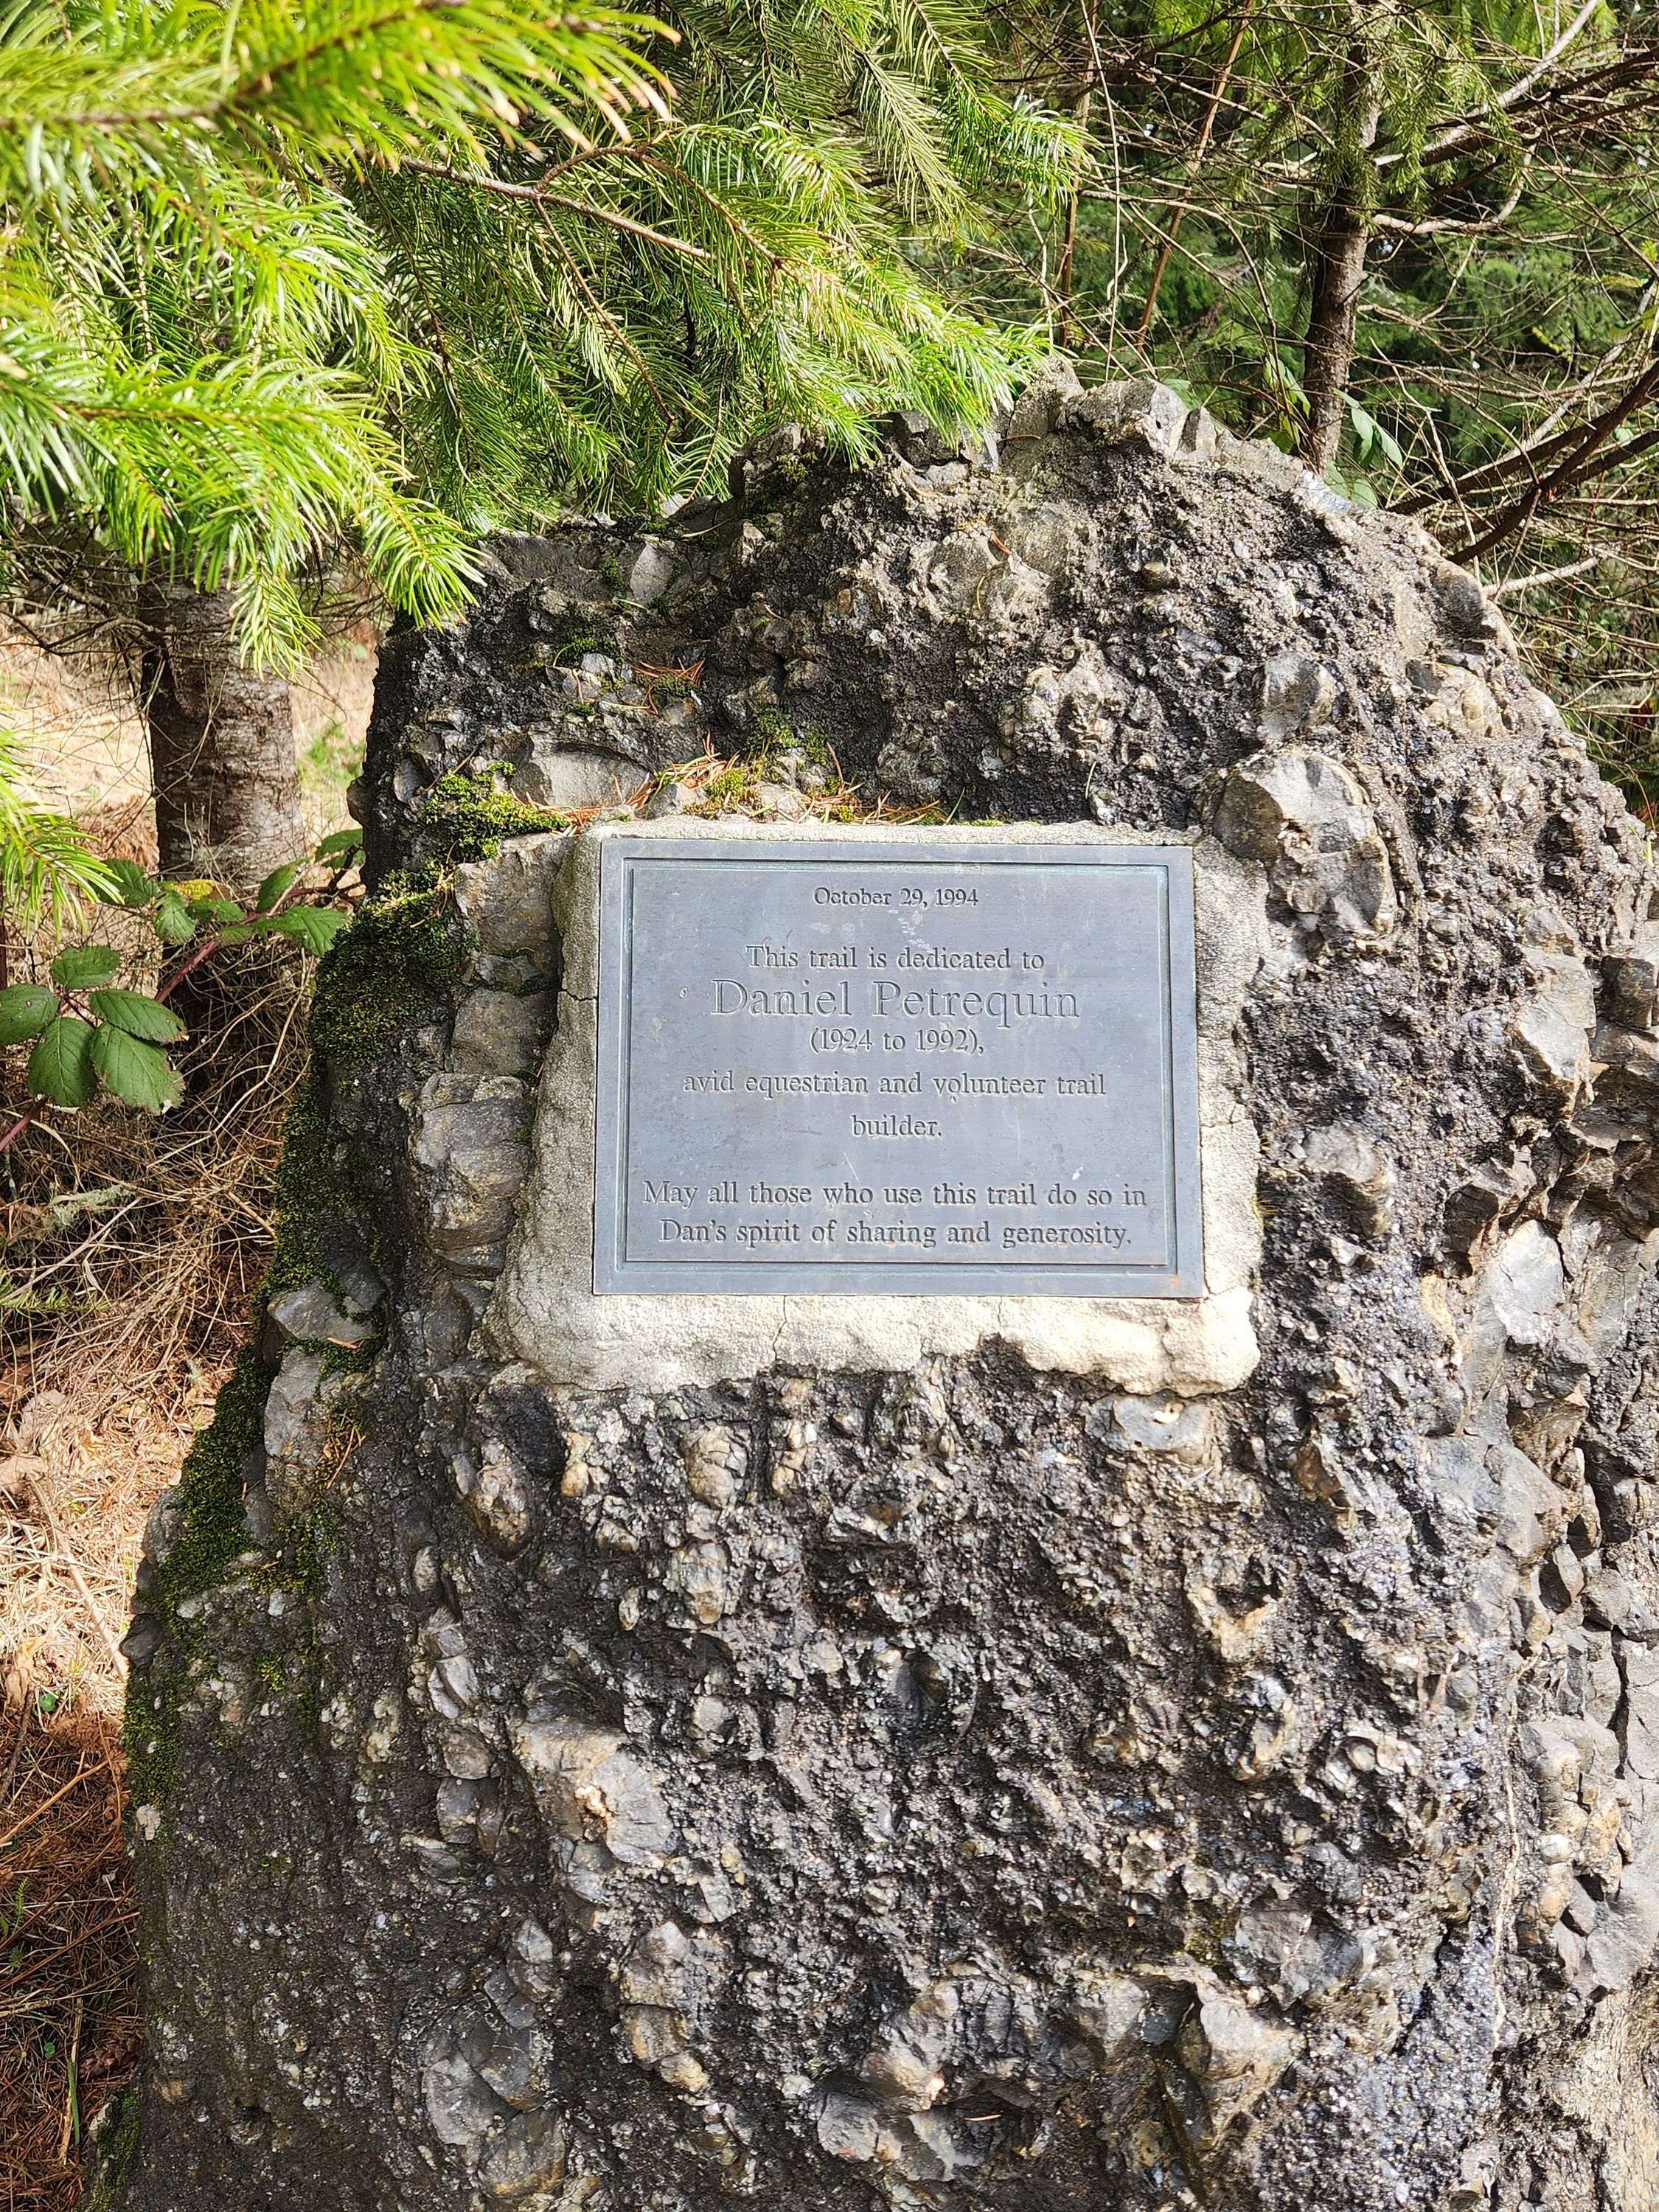 October 29, 1994
This trail is dedicated to
Daniel Petrequin
(1924 to 1992),
avid equestrian and volunteer trail
builder.
May all those who use this trail do so in
Dan's spirit of sharing and generosity.